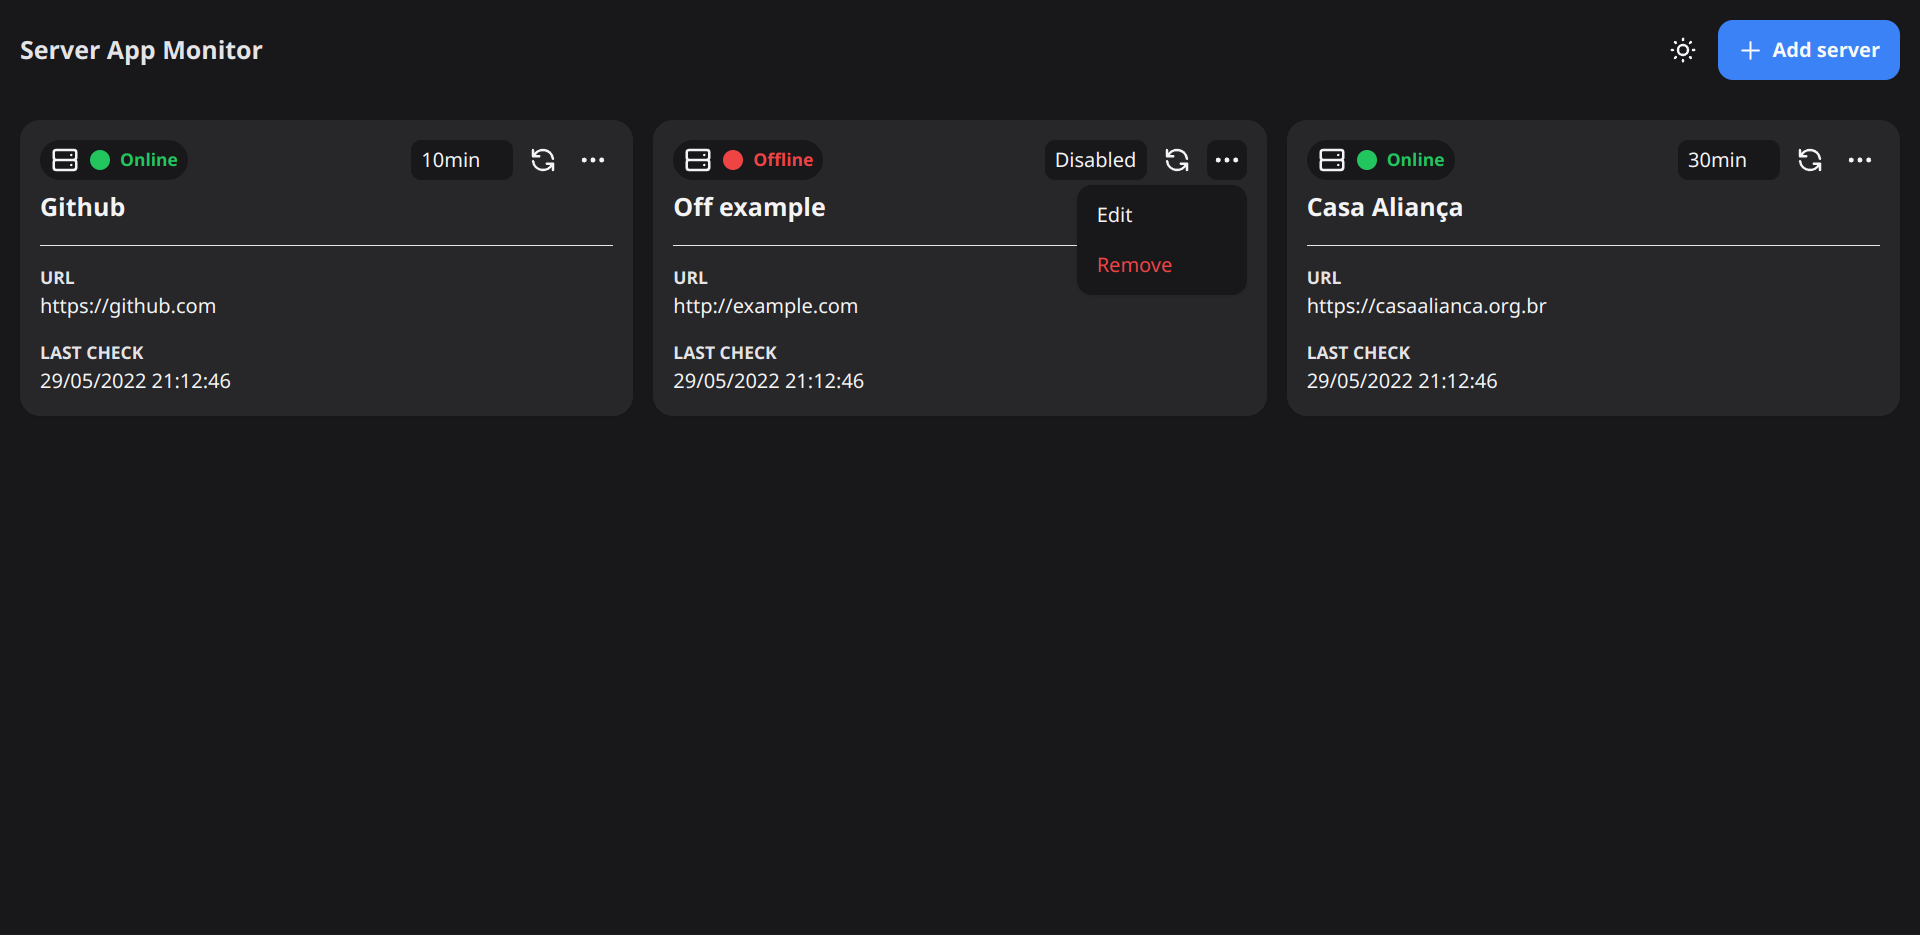 Server App Monitor
Add server
Online
10min
Github
URL
https://github.com
LAST CHECK
29/05/2022 21:12:46
Offline
Disabled
Off example
Edit
Remove
URL
http://example.com
LAST CHECK
29/05/2022 21:12:46
Online
30min
Casa Aliança
URL
https://casaalianca.org.br
LAST CHECK
29/05/2022 21:12:46